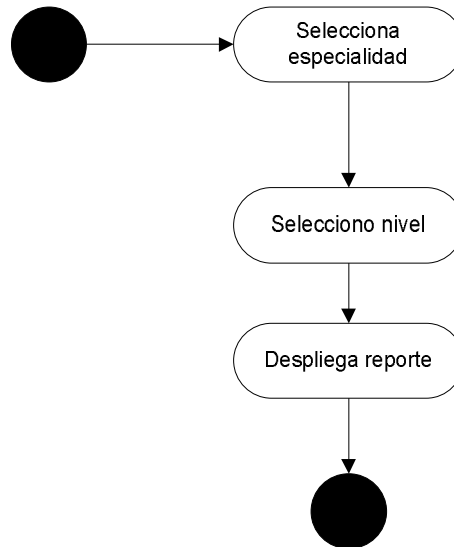 Selecciona
especialidad
Selecciono nivel
Despliega reporte